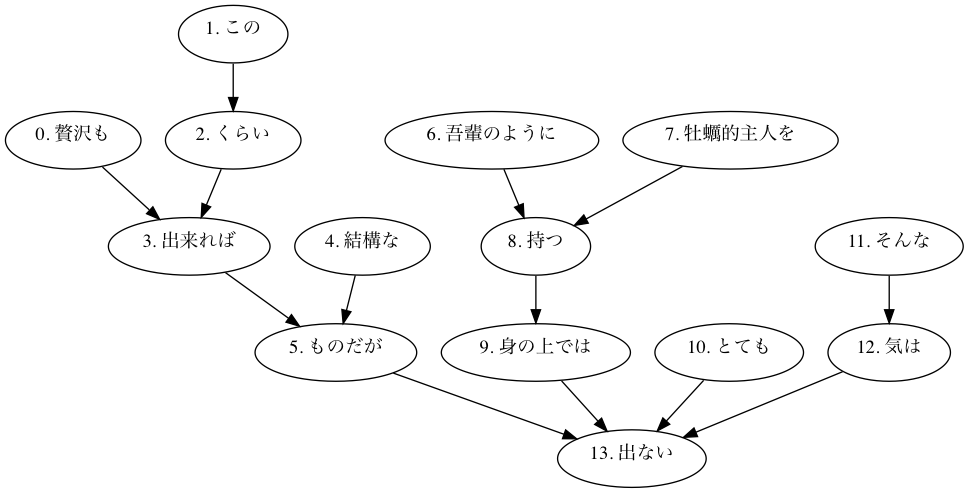 1. この
0. 贅沢も
2. くらい
6. 吾輩のように
7. 牡蠣的主人を
3. 出来れば
4. 結構な
8. 持つ
11. そんな
5. ものだが
9. 身の上では
10. とても
12. 気は
13. 出ない